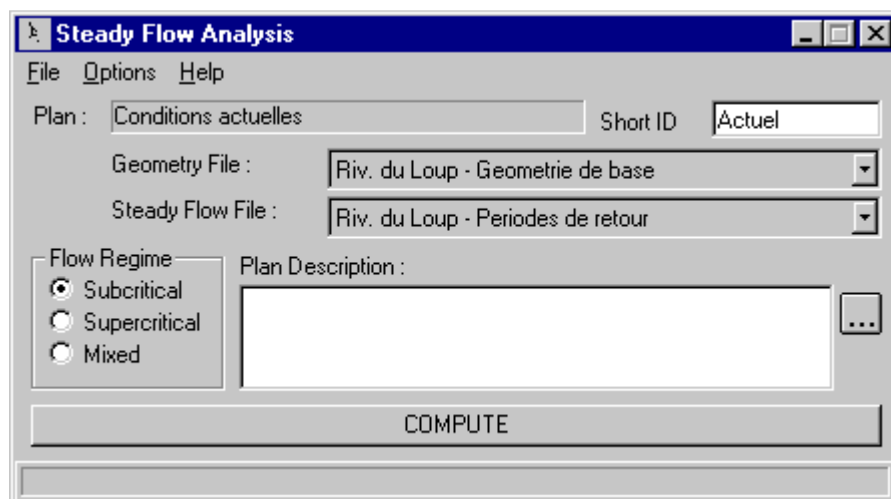 Steady Flow Analysis
File Options Help
Plan : Conditions actuelles Short ID Actuel
Geometry File : Riv. du Loup - Geometrie de base
Steady Flow File : Riv. du Loup - Periodes de retour
Flow Regime
Subcritical
Supercritical
Mixed
Plan Description :
...
COMPUTE